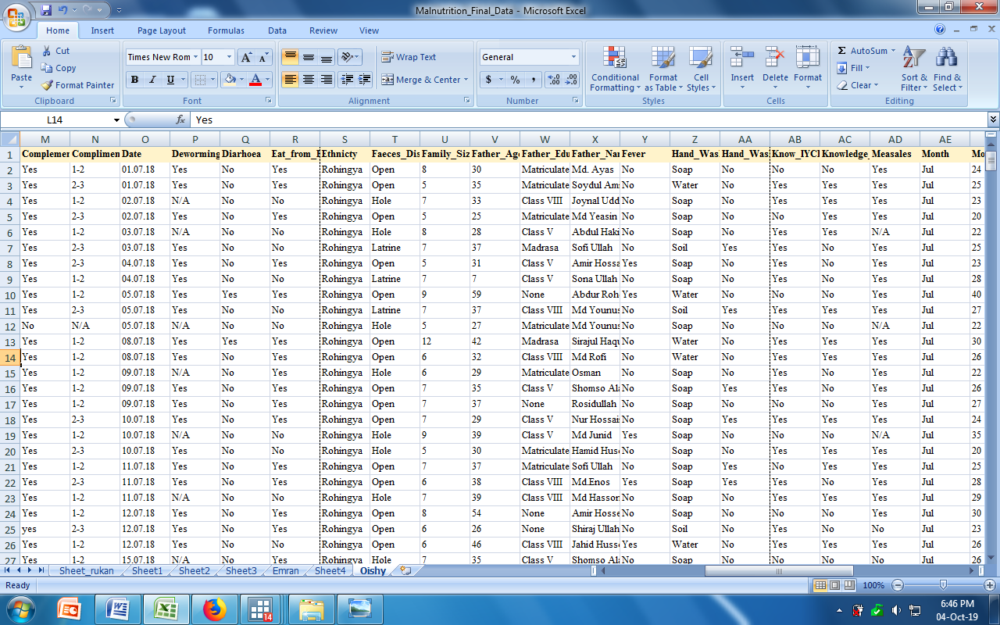 Malnutrition_Final_Data - Microsoft Excel
Home Insert Page Layout Formulas Data Review View
Paste Cut Copy Format Painter
Times New Rom 10
B I U
Wrap Text
Merge & Center
General
$ % , .00 .0
Conditional Formatting Format as Table Cell Styles
Insert Delete Format
AutoSum Fill Clear
Sort & Filter Find & Select
Clipboard Font Alignment Number Styles Cells Editing
L14 fx Yes
M N O P Q R S T U V W X Y Z AA AB AC AD AE
1 Complemen Complimen Date Deworming Diarhoea Eat_from_ Ethnicty Faeces_Dis Family_Siz Father_Age Father_Edu Father_Nar Fever Hand_Was Hand_Was Know_IYCF Knowledge_ Measales Month Mo
2 Yes 1-2 01.07.18 Yes No Yes Rohingya Open 8 30 Matriculate Md. Ayas No Soap No No No Yes Jul 24
3 Yes 2-3 01.07.18 Yes No Yes Rohingya Open 5 35 Matriculate Soydul Am No Water No Yes Yes Yes Jul 25
4 Yes 1-2 02.07.18 N/A No No Rohingya Hole 7 33 Class VIII Joynal Udd No Soap No Yes Yes Yes Jul 23
5 Yes 2-3 02.07.18 Yes No Yes Rohingya Open 5 25 Matriculate Md Yeasin No Soap No No No Yes Jul 20
6 Yes 1-2 03.07.18 N/A No No Rohingya Hole 8 28 Class V Abdul Haki No Soap No Yes Yes N/A Jul 22
7 Yes 2-3 03.07.18 Yes No No Rohingya Latrine 7 37 Madrasa Sofi Ullah No Soil Yes Yes No Yes Jul 25
8 Yes 2-3 04.07.18 Yes No Yes Rohingya Open 5 31 Class V Amir Hossa Yes Soap No Yes Yes Yes Jul 23
9 Yes 1-2 04.07.18 Yes No No Rohingya Latrine 7 7 Class V Sona Ullah No Soap No Yes No Yes Jul 28
10 Yes 1-2 05.07.18 Yes Yes Yes Rohingya Open 9 59 None Abdur Roh Yes Water No No No Yes Jul 40
11 Yes 2-3 05.07.18 Yes No No Rohingya Latrine 7 37 Class VIII Md Younus No Soil Yes Yes Yes Yes Jul 27
12 No N/A 05.07.18 N/A No No Rohingya Hole 5 27 Matriculate Md Younus No Soap No No No N/A Jul 22
13 Yes 1-2 08.07.18 Yes Yes Yes Rohingya Open 12 42 Madrasa Sirajul Haqu No Water No Yes No Yes Jul 30
14 Yes 1-2 08.07.18 Yes No Yes Rohingya Open 6 32 Class VIII Md Rofi No Water No Yes No Yes Jul 26
15 Yes 1-2 09.07.18 N/A No Yes Rohingya Hole 6 29 Matriculate Osman No Soap No Yes No Yes Jul 22
16 Yes 1-2 09.07.18 Yes No Yes Rohingya Open 7 35 Class V Shomso Ala No Soap Yes Yes No Yes Jul 26
17 Yes 1-2 09.07.18 Yes No Yes Rohingya Open 7 37 None Rosidullah No Soap No No No Yes Jul 27
18 Yes 2-3 10.07.18 Yes No Yes Rohingya Open 7 29 Class V Nur Hossai No Soap Yes Yes Yes Yes Jul 24
19 Yes 1-2 10.07.18 N/A No No Rohingya Hole 9 39 Class V Md Junid Yes Soap No No No N/A Jul 35
20 Yes 2-3 10.07.18 Yes No No Rohingya Hole 5 30 Matriculate Hamid Huse No Soap No Yes Yes Yes Jul 20
21 Yes 1-2 11.07.18 Yes No Yes Rohingya Open 7 37 Matriculate Sofi Ullah No Soap Yes No Yes Yes Jul 25
22 Yes 2-3 11.07.18 Yes No Yes Rohingya Open 6 38 Class VIII Md.Enos Yes Soap Yes Yes No Yes Jul 28
23 Yes 1-2 11.07.18 N/A No No Rohingya Hole 7 39 Class VIII Md Hasson No Soap No Yes Yes Yes Jul 29
24 Yes 1-2 12.07.18 Yes No Yes Rohingya Open 8 54 None Amir Hosse No Soap No No No Yes Jul 30
25 yes 2-3 12.07.18 Yes No Yes Rohingya Open 6 26 None Shiraj Ullah No Soil No Yes No No Jul 23
26 Yes 1-2 12.07.18 Yes No No Rohingya Open 6 46 Class VIII Jahid Husso Yes Water No Yes Yes Yes Jul 26
27 Yes 1-2 15.07.18 N/A No Yes Rohingya Hole 7 35 Class V Shomso Al No Soap No No No No Jul 26
Sheet_rukan Sheet1 Sheet2 Sheet3 Emran Sheet4 Oishy
Ready 100%
14
6:46 PM
04-Oct-19